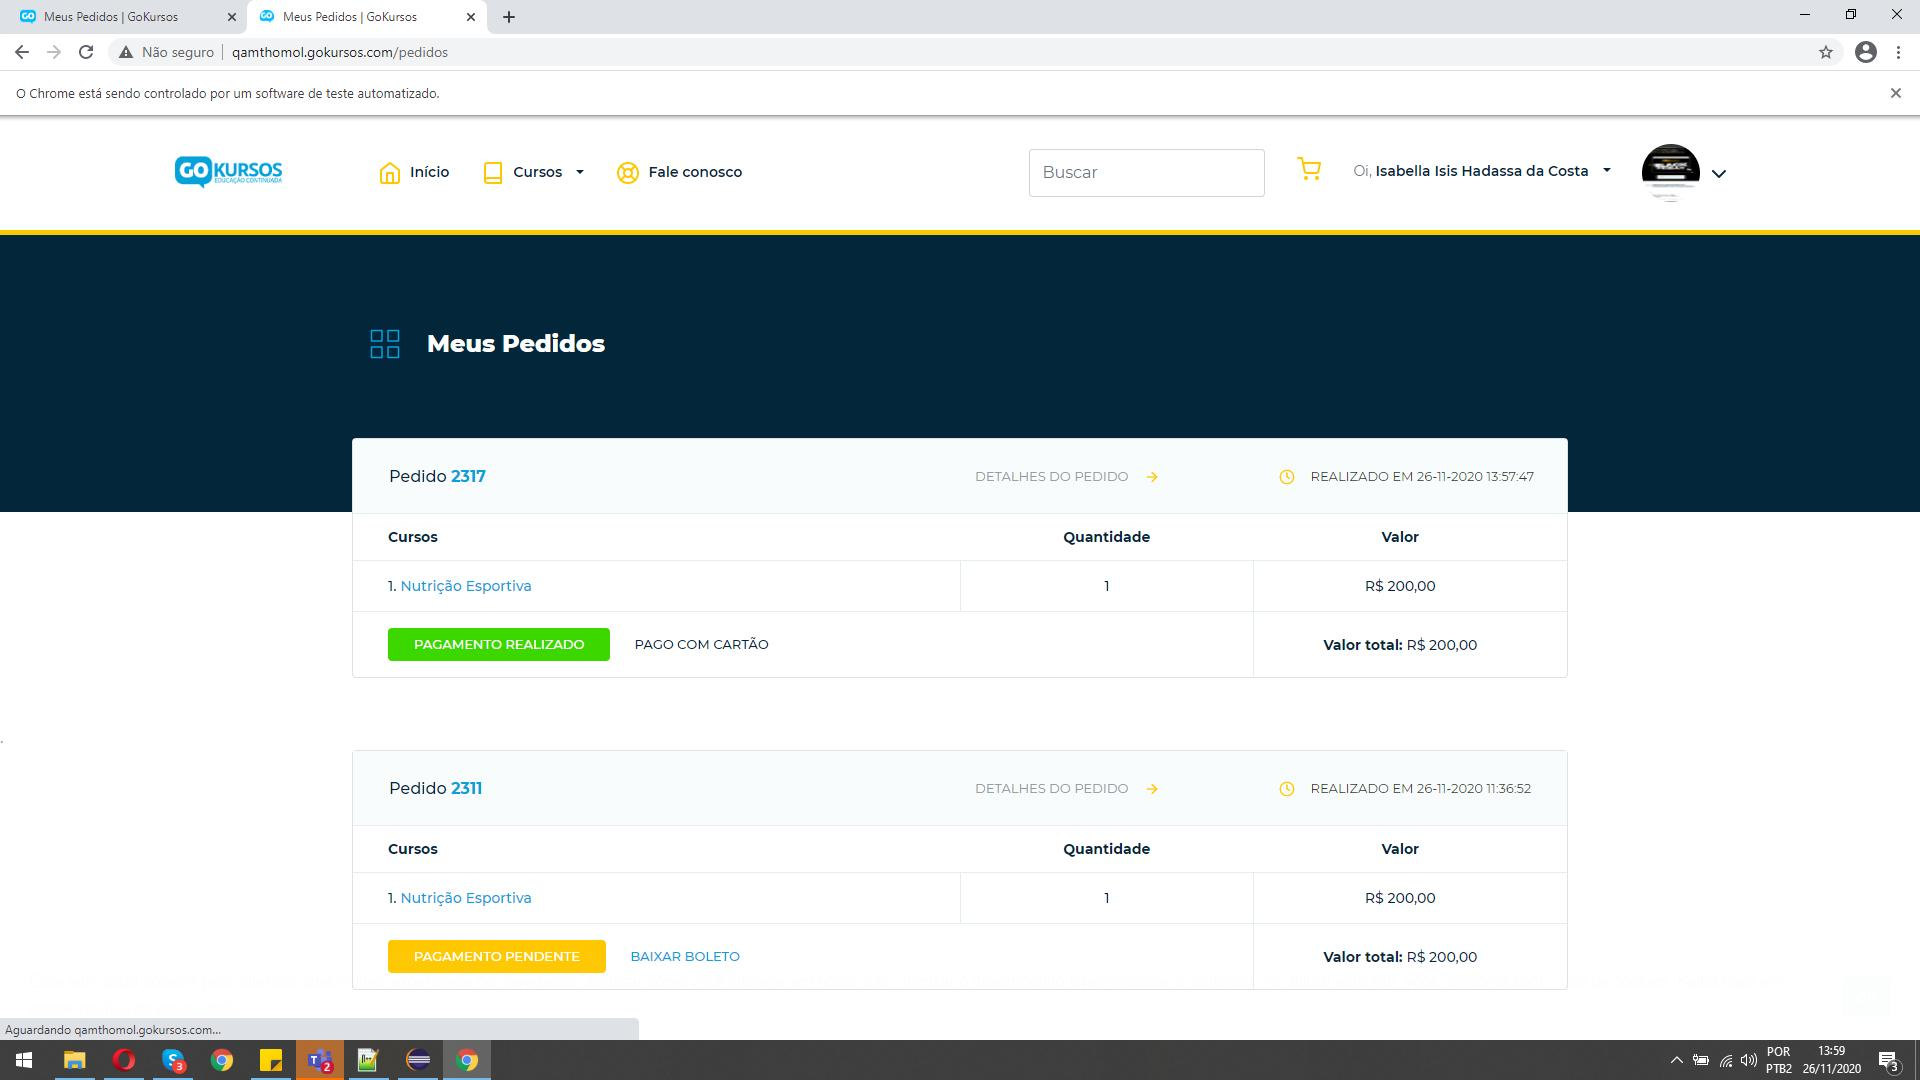 Meus Pedidos | GoKursos
Meus Pedidos | GoKursos
Não seguro | qamthomol.gokursos.com/pedidos
O Chrome está sendo controlado por um software de teste automatizado.
GO KURSOS
EDUCAÇÃO CONTINUADA
Início
Cursos
Fale conosco
Buscar
Oi, Isabella Isis Hadassa da Costa
Meus Pedidos
Pedido 2317
DETALHES DO PEDIDO
REALIZADO EM 26-11-2020 13:57:47
Cursos Quantidade Valor
1. Nutrição Esportiva 1 R$ 200,00
PAGAMENTO REALIZADO PAGO COM CARTÃO Valor total: R$ 200,00
Pedido 2311
DETALHES DO PEDIDO
REALIZADO EM 26-11-2020 11:36:52
Cursos Quantidade Valor
1. Nutrição Esportiva 1 R$ 200,00
PAGAMENTO PENDENTE BAIXAR BOLETO Valor total: R$ 200,00
Aguardando qamthomol.gokursos.com...
3
2
POR
PTB2
13:59
26/11/2020
3